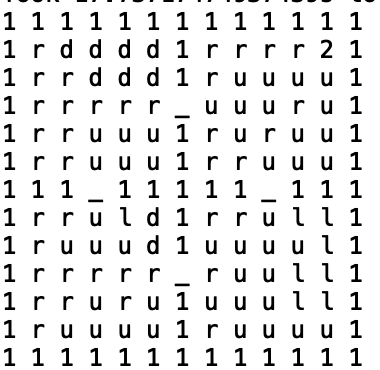 1 1 1 1 1 1 1 1 1 1 1 1 1
1 r d d d d 1 r r r r 2 1
1 r r d d d 1 r u u u u 1
1 r r r r r _ u u u r u 1
1 r r u u u 1 r u r u u 1
1 r r u u u 1 r r u u u 1
1 1 1 _ 1 1 1 1 1 _ 1 1 1
1 r r u l d 1 r r u l l 1
1 r u u u d 1 u u u u l 1
1 r r r r r _ r u u l l 1
1 r r u r u 1 u u u l l 1
1 r u u u u 1 r u u u u 1
1 1 1 1 1 1 1 1 1 1 1 1 1